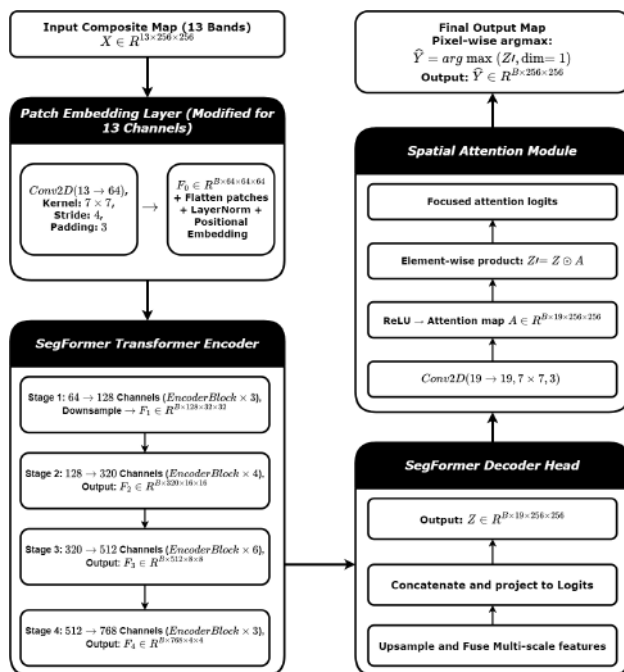 Input Composite Map (13 Bands)
X ∈ R^{13×256×256}
Patch Embedding Layer (Modified for
13 Channels)
Conv2D(13 → 64),
Kernel: 7 × 7,
Stride: 4,
Padding: 3
→
F_0 ∈ R^{B×64×64×64}
+ Flatten patches
+ LayerNorm +
Positional
Embedding
SegFormer Transformer Encoder
Stage 1: 64 → 128 Channels (EncoderBlock × 3),
Downsample → F_1 ∈ R^{B×128×32×32}
Stage 2: 128 → 320 Channels (EncoderBlock × 4),
Output: F_2 ∈ R^{B×320×16×16}
Stage 3: 320 → 512 Channels (EncoderBlock × 6),
Output: F_3 ∈ R^{B×512×8×8}
Stage 4: 512 → 768 Channels (EncoderBlock × 3),
Output: F_4 ∈ R^{B×768×4×4}
SegFormer Decoder Head
Output: Z ∈ R^{B×19×256×256}
Concatenate and project to Logits
Upsample and Fuse Multi-scale features
Spatial Attention Module
Focused attention logits
Element-wise product: Z′ = Z ⊙ A
ReLU → Attention map A ∈ R^{B×19×256×256}
Conv2D(19 → 19, 7 × 7, 3)
Final Output Map
Pixel-wise argmax:
Ŷ = arg max (Z′, dim= 1)
Output: Ŷ ∈ R^{B×256×256}